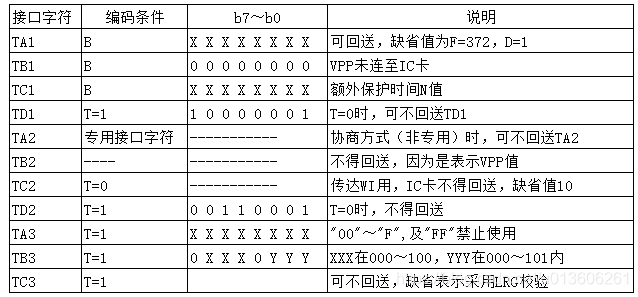 接口字符 编码条件 b7～b0 说明
TA1 B X X X X X X X X 可回送，缺省值为F=372，D=1
TB1 B 0 0 0 0 0 0 0 0 VPP未连至IC卡
TC1 B X X X X X X X X 额外保护时间N值
TD1 T=1 1 0 0 0 0 0 0 1 T=0时，可不回送TD1
TA2 专用接口字符 ----------- 协商方式（非专用）时，可不回送TA2
TB2 ---- ----------- 不得回送，因为是表示VPP值
TC2 T=0 ----------- 传达WI用，IC卡不得回送，缺省值10
TD2 T=1 0 0 1 1 0 0 0 1 T=0时，不得回送
TA3 T=1 X X X X X X X X "00"～"F"，及"FF"禁止使用
TB3 T=1 0 X X X 0 Y Y Y XXX在000～100，YYY在000～101内
TC3 T=1 可不回送，缺省表示采用LRG校验